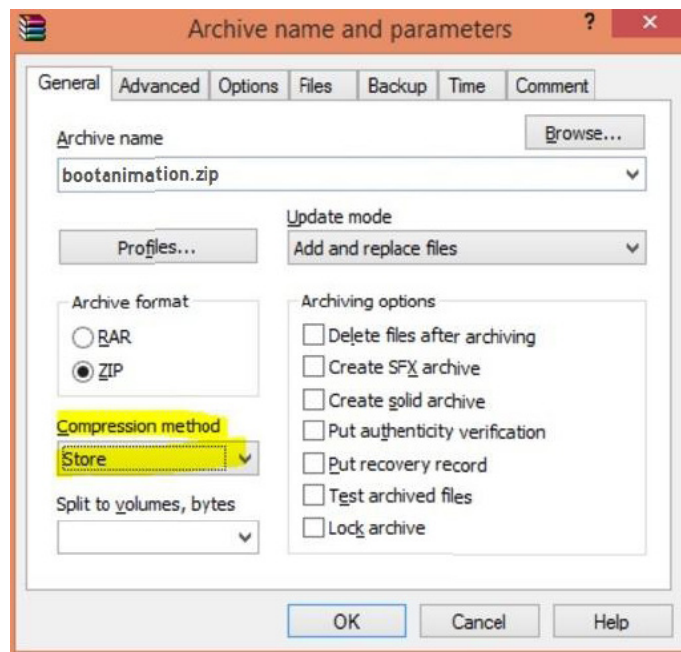 Archive name and parameters ? ×
General Advanced Options Files Backup Time Comment
Archive name
Browse...
bootanimation.zip
Update mode
Profiles...
Add and replace files
Archive format
RAR
ZIP
Compression method
Store
Split to volumes, bytes
Archiving options
Delete files after archiving
Create SFX archive
Create solid archive
Put authenticity verification
Put recovery record
Test archived files
Lock archive
OK Cancel Help